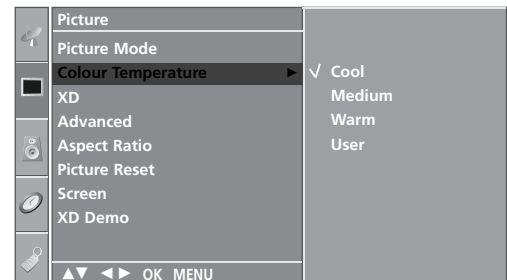 Picture
Picture Mode
Colour Temperature ► √ Cool
XD Medium
Advanced Warm
Aspect Ratio User
Picture Reset
Screen
XD Demo
▲▼ ◄► OK MENU